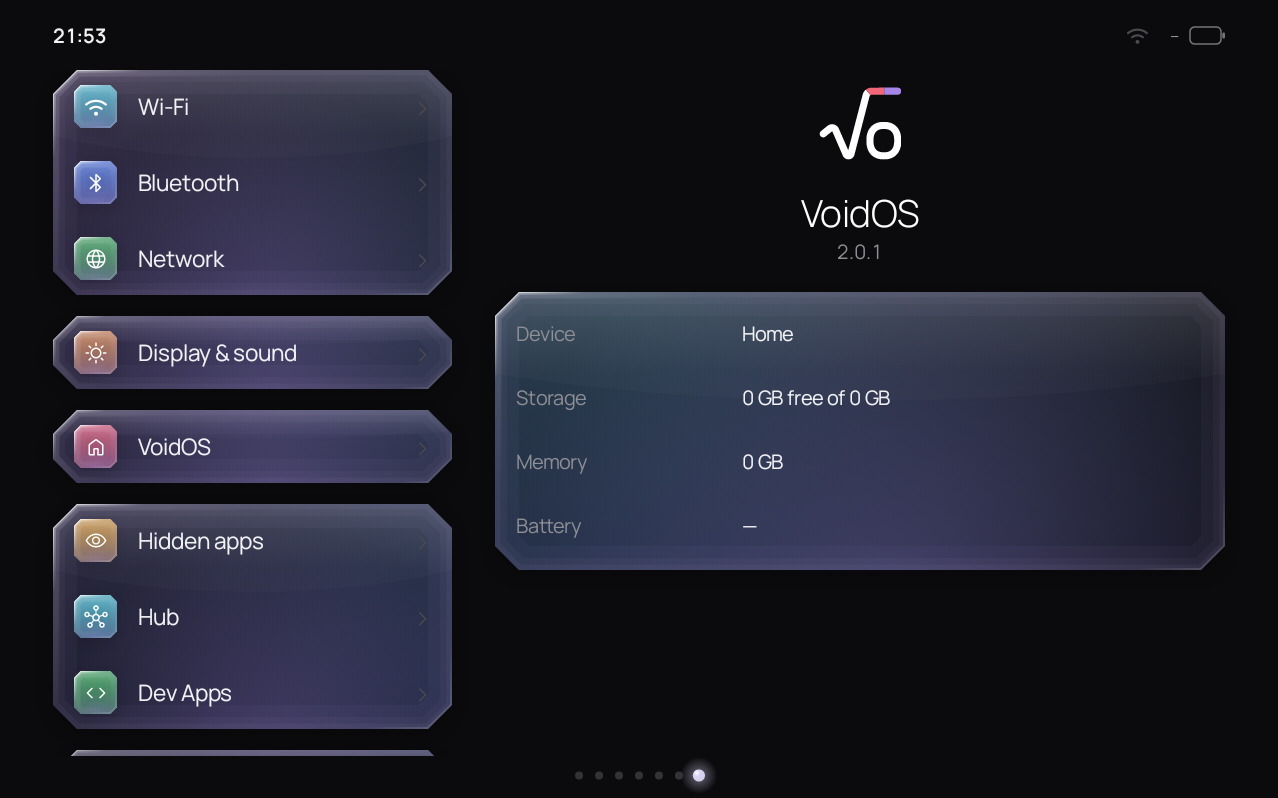 21:53
–
Wi-Fi
Bluetooth
Network
Display & sound
VoidOS
Hidden apps
Hub
Dev Apps
VoidOS
2.0.1
Device Home
Storage 0 GB free of 0 GB
Memory 0 GB
Battery —